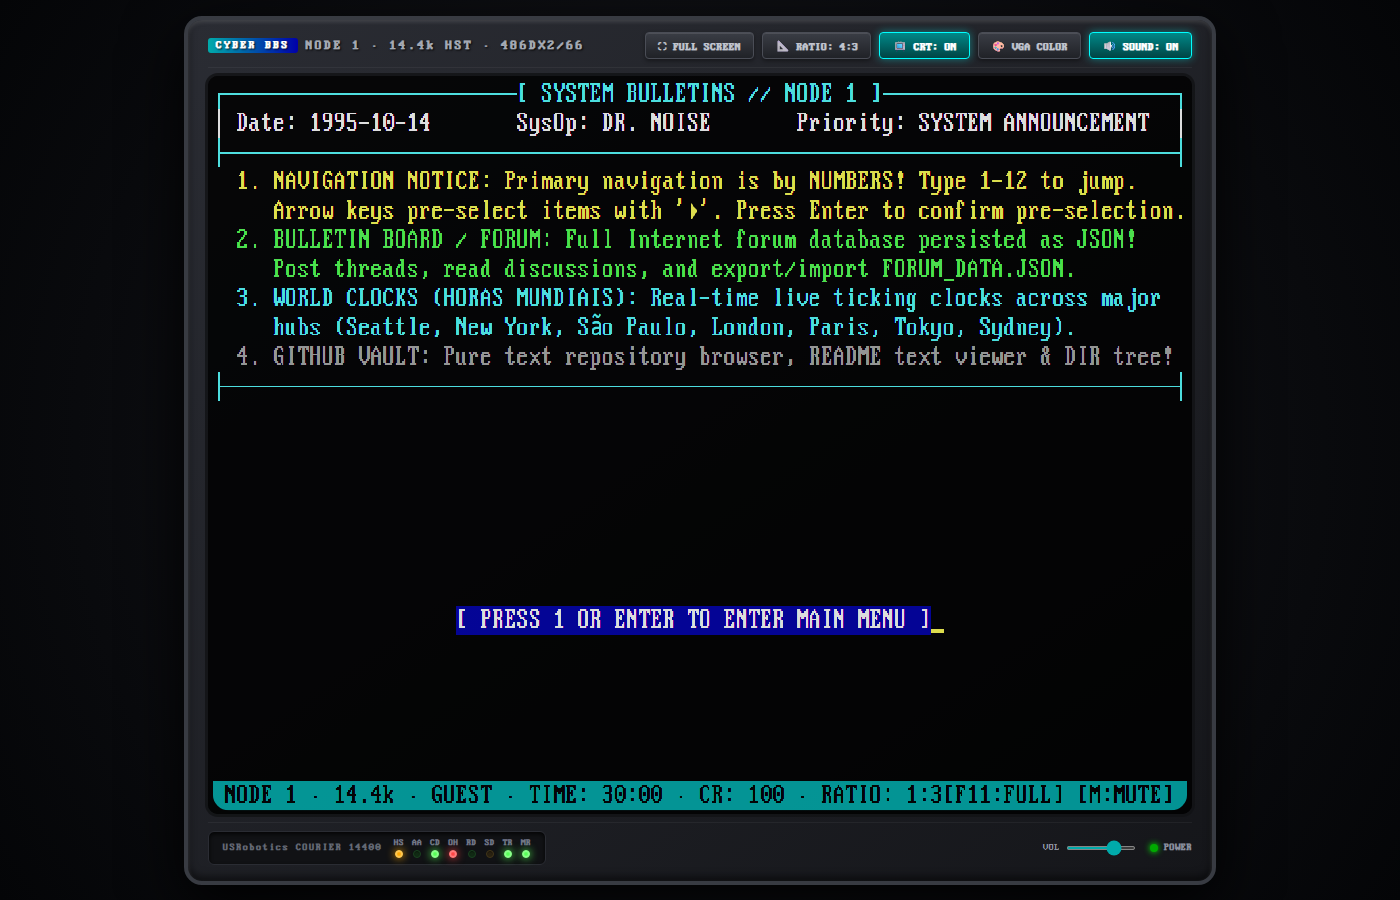 CYBER BBS NODE 1 · 14.4k HST · 486DX2/66
FULL SCREEN
RATIO: 4:3
CRT: ON
VGA COLOR
SOUND: ON
[ SYSTEM BULLETINS // NODE 1 ]
Date: 1995-10-14 SysOp: DR. NOISE Priority: SYSTEM ANNOUNCEMENT
1. NAVIGATION NOTICE: Primary navigation is by NUMBERS! Type 1-12 to jump.
Arrow keys pre-select items with '►'. Press Enter to confirm pre-selection.
2. BULLETIN BOARD / FORUM: Full Internet forum database persisted as JSON!
Post threads, read discussions, and export/import FORUM_DATA.JSON.
3. WORLD CLOCKS (HORAS MUNDIAIS): Real-time live ticking clocks across major
hubs (Seattle, New York, São Paulo, London, Paris, Tokyo, Sydney).
4. GITHUB VAULT: Pure text repository browser, README text viewer & DIR tree!
[ PRESS 1 OR ENTER TO ENTER MAIN MENU ]_
NODE 1 · 14.4k · GUEST · TIME: 30:00 · CR: 100 · RATIO: 1:3[F11:FULL] [M:MUTE]
USRobotics COURIER 14400
HS AA CD OH RD SD TR MR
VOL
POWER